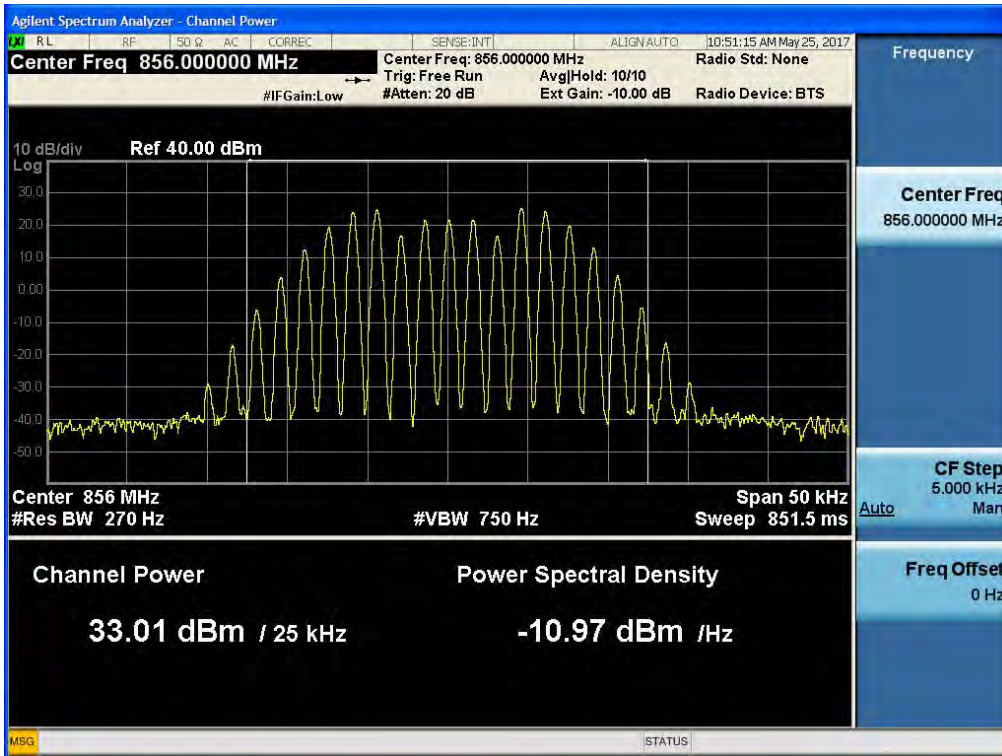 Agilent Spectrum Analyzer - Channel Power
LXI RL RF 50 Ω AC CORREC SENSE:INT ALIGN AUTO 10:51:15 AM May 25, 2017
Center Freq 856.000000 MHz
Center Freq: 856.000000 MHz Radio Std: None
Trig: Free Run Avg|Hold: 10/10
#IFGain:Low #Atten: 20 dB Ext Gain: -10.00 dB Radio Device: BTS
10 dB/div Ref 40.00 dBm
Log
30.0
20.0
10.0
0.00
-10.0
-20.0
-30.0
-40.0
-50.0
Center 856 MHz Span 50 kHz
#Res BW 270 Hz #VBW 750 Hz Sweep 851.5 ms
Channel Power Power Spectral Density
33.01 dBm / 25 kHz -10.97 dBm /Hz
Frequency
Center Freq
856.000000 MHz
CF Step
5.000 kHz
Auto Man
Freq Offset
0 Hz
MSG STATUS